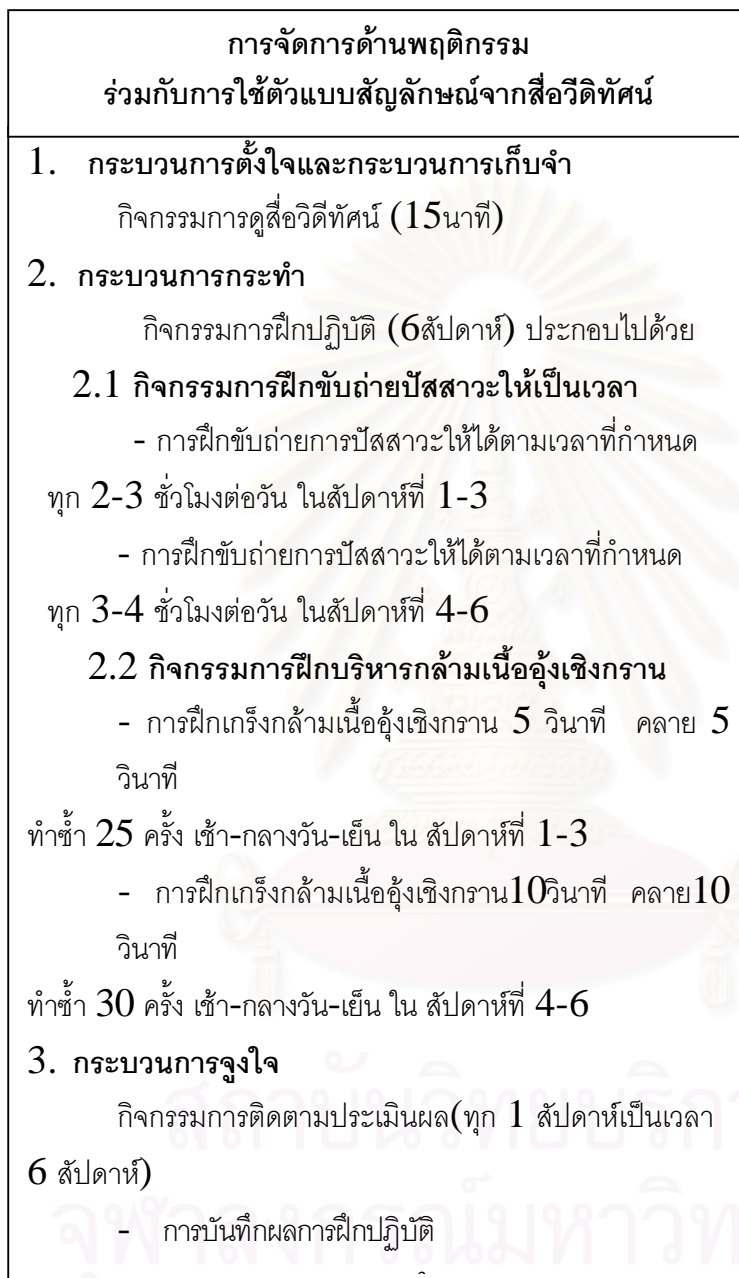 การจัดการด้านพฤติกรรม
ร่วมกับการใช้ตัวแบบสัญลักษณ์จากสื่อวีดิทัศน์
1. กระบวนการตั้งใจและกระบวนการเก็บจำ
กิจกรรมการดูสื่อวิดีทัศน์ (15นาที)
2. กระบวนการกระทำ
กิจกรรมการฝึกปฏิบัติ (6สัปดาห์) ประกอบไปด้วย
2.1 กิจกรรมการฝึกขับถ่ายปัสสาวะให้เป็นเวลา
- การฝึกขับถ่ายการปัสสาวะให้ได้ตามเวลาที่กำหนด
ทุก 2-3 ชั่วโมงต่อวัน ในสัปดาห์ที่ 1-3
- การฝึกขับถ่ายการปัสสาวะให้ได้ตามเวลาที่กำหนด
ทุก 3-4 ชั่วโมงต่อวัน ในสัปดาห์ที่ 4-6
2.2 กิจกรรมการฝึกบริหารกล้ามเนื้ออุ้งเชิงกราน
- การฝึกเกร็งกล้ามเนื้ออุ้งเชิงกราน 5 วินาที คลาย 5
วินาที
ทำซ้ำ 25 ครั้ง เช้า-กลางวัน-เย็น ใน สัปดาห์ที่ 1-3
- การฝึกเกร็งกล้ามเนื้ออุ้งเชิงกราน10วินาที คลาย10
วินาที
ทำซ้ำ 30 ครั้ง เช้า-กลางวัน-เย็น ใน สัปดาห์ที่ 4-6
3. กระบวนการจูงใจ
กิจกรรมการติดตามประเมินผล(ทุก 1 สัปดาห์เป็นเวลา
6 สัปดาห์)
- การบันทึกผลการฝึกปฏิบัติ
สถาบันวิทยบริกา
จุฬาลงกรณ์มหาวิท